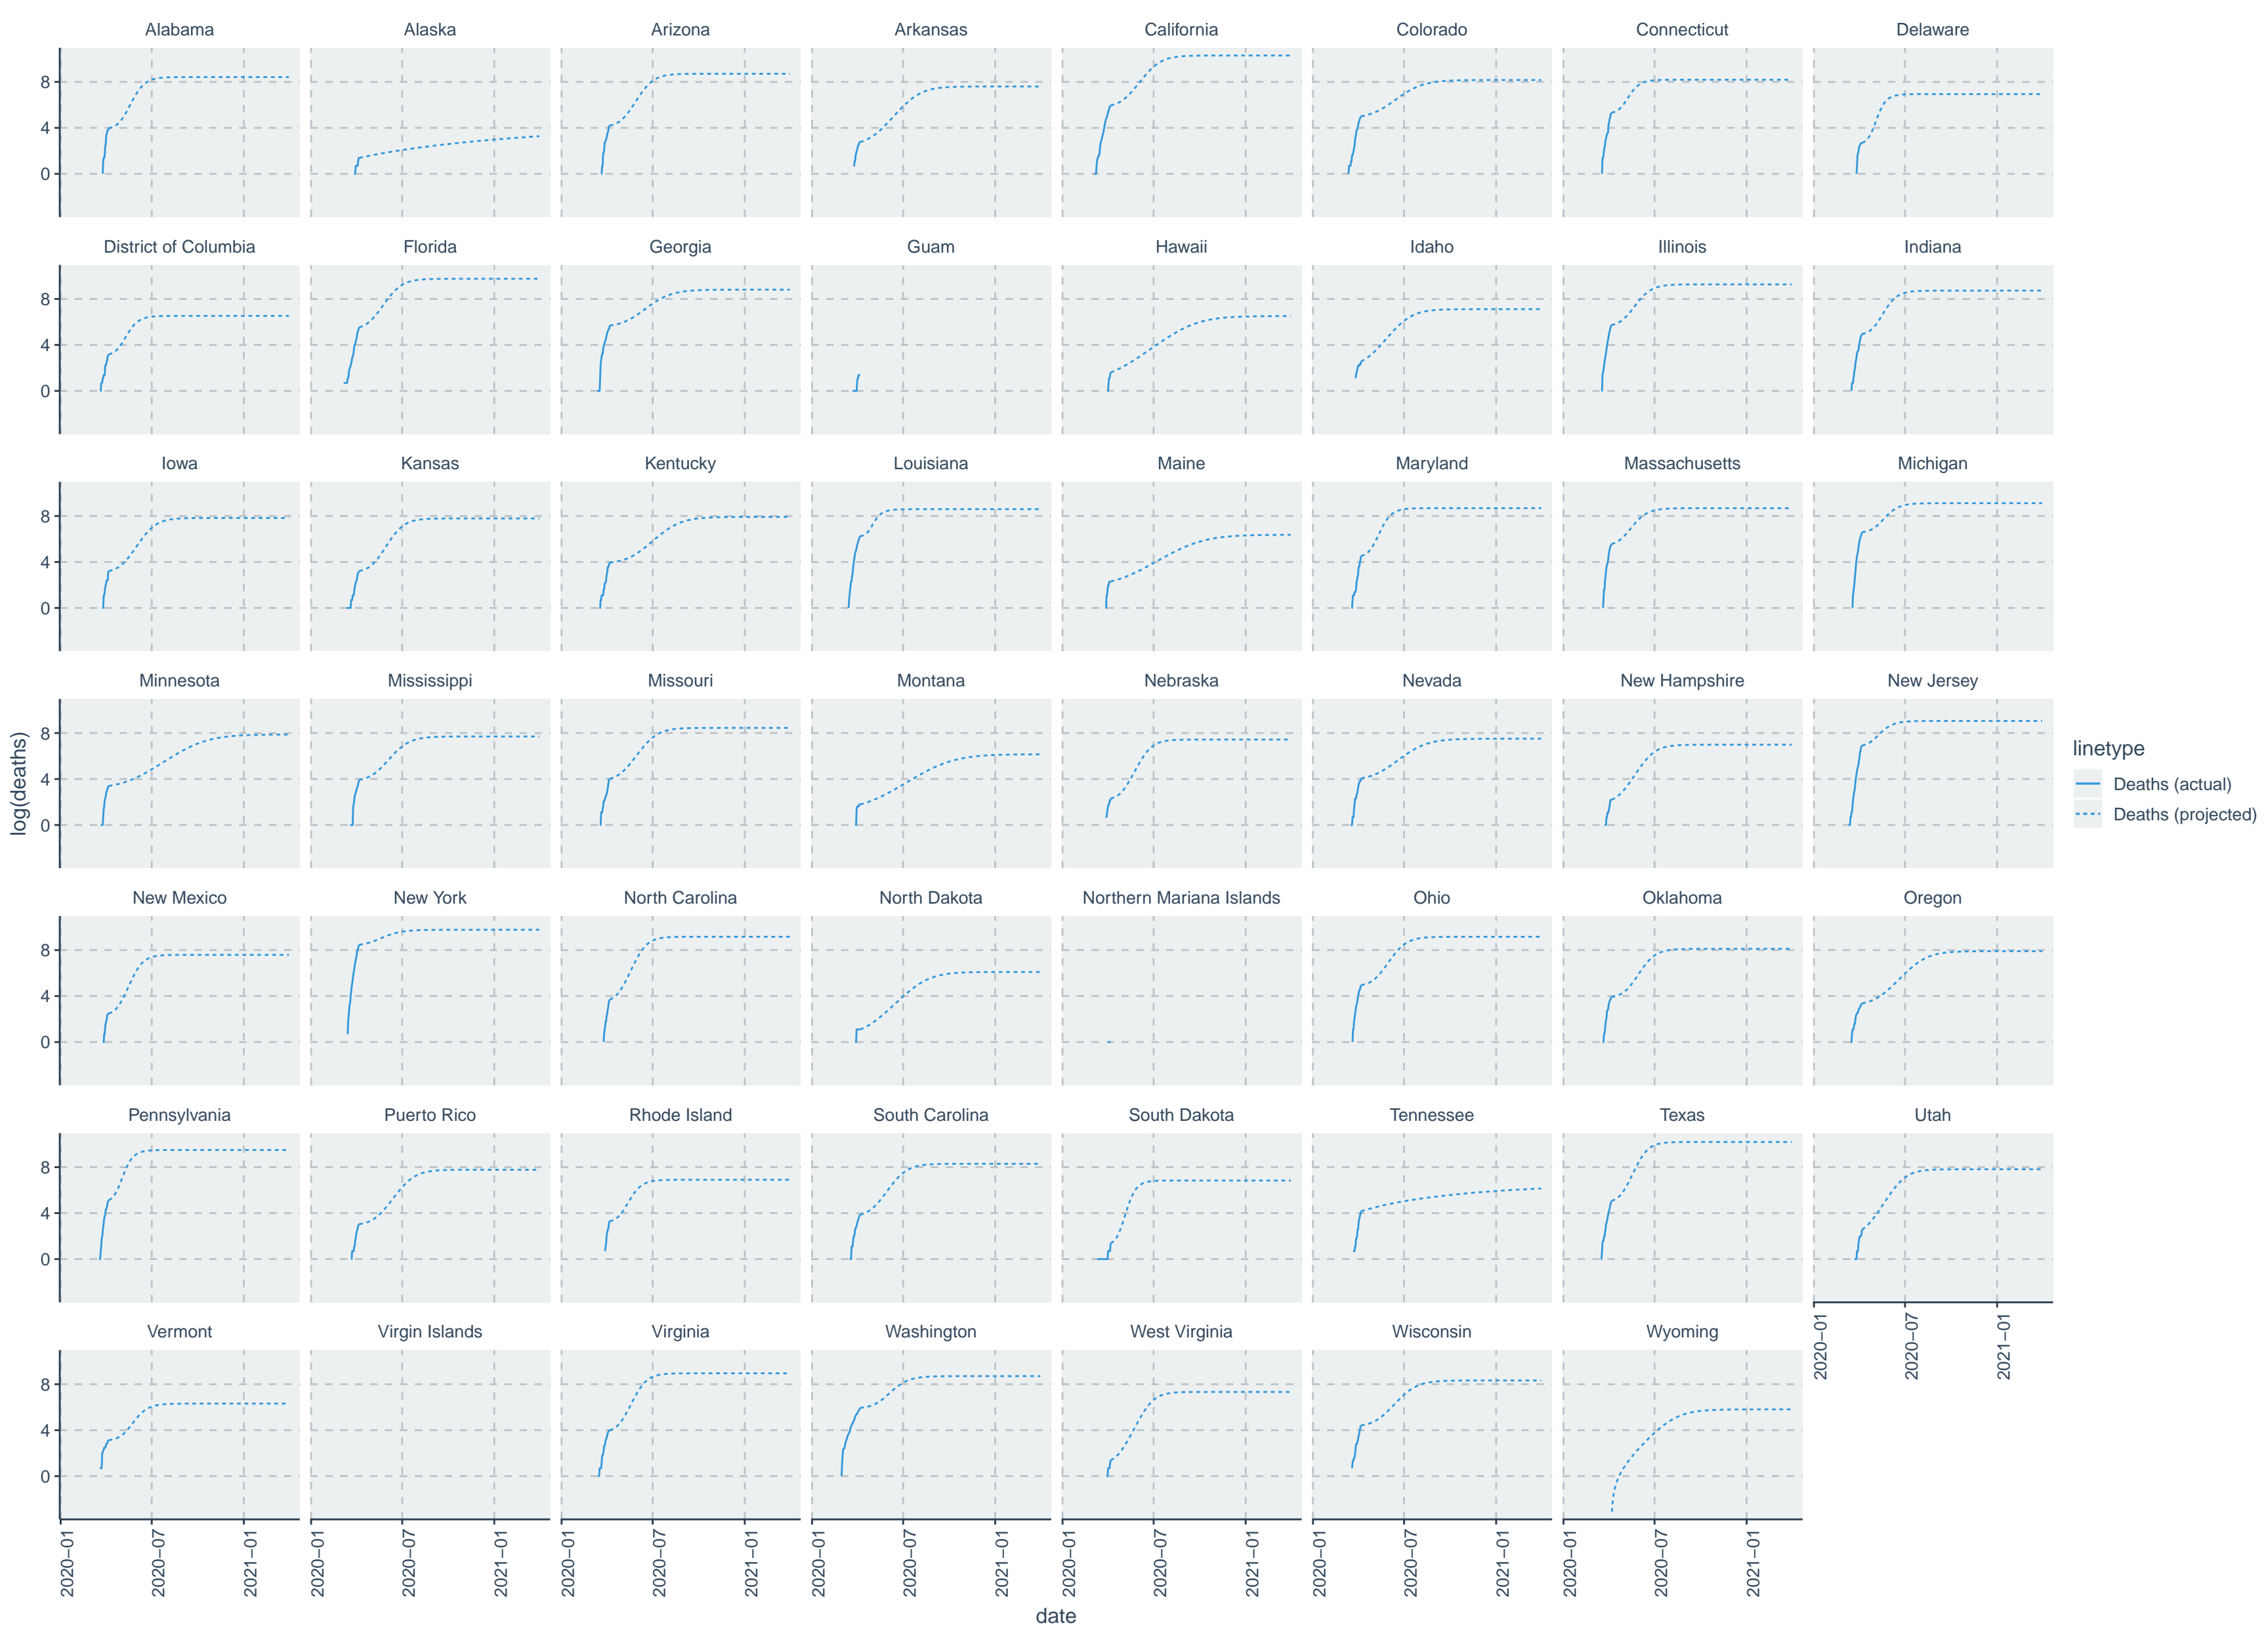 Alabama Alaska Arizona Arkansas California Colorado Connecticut Delaware
8
4
0
District of Columbia Florida Georgia Guam Hawaii Idaho Illinois Indiana
8
4
0
Iowa Kansas Kentucky Louisiana Maine Maryland Massachusetts Michigan
8
4
0
Minnesota Mississippi Missouri Montana Nebraska Nevada New Hampshire New Jersey
8
4
0
log(deaths)
linetype
Deaths (actual)
Deaths (projected)
New Mexico New York North Carolina North Dakota Northern Mariana Islands Ohio Oklahoma Oregon
8
4
0
Pennsylvania Puerto Rico Rhode Island South Carolina South Dakota Tennessee Texas Utah
8
4
0
2020−01 2020−07 2021−01
Vermont Virgin Islands Virginia Washington West Virginia Wisconsin Wyoming
8
4
0
2020−01 2020−07 2021−01 2020−01 2020−07 2021−01 2020−01 2020−07 2021−01 2020−01 2020−07 2021−01 2020−01 2020−07 2021−01 2020−01 2020−07 2021−01 2020−01 2020−07 2021−01
date